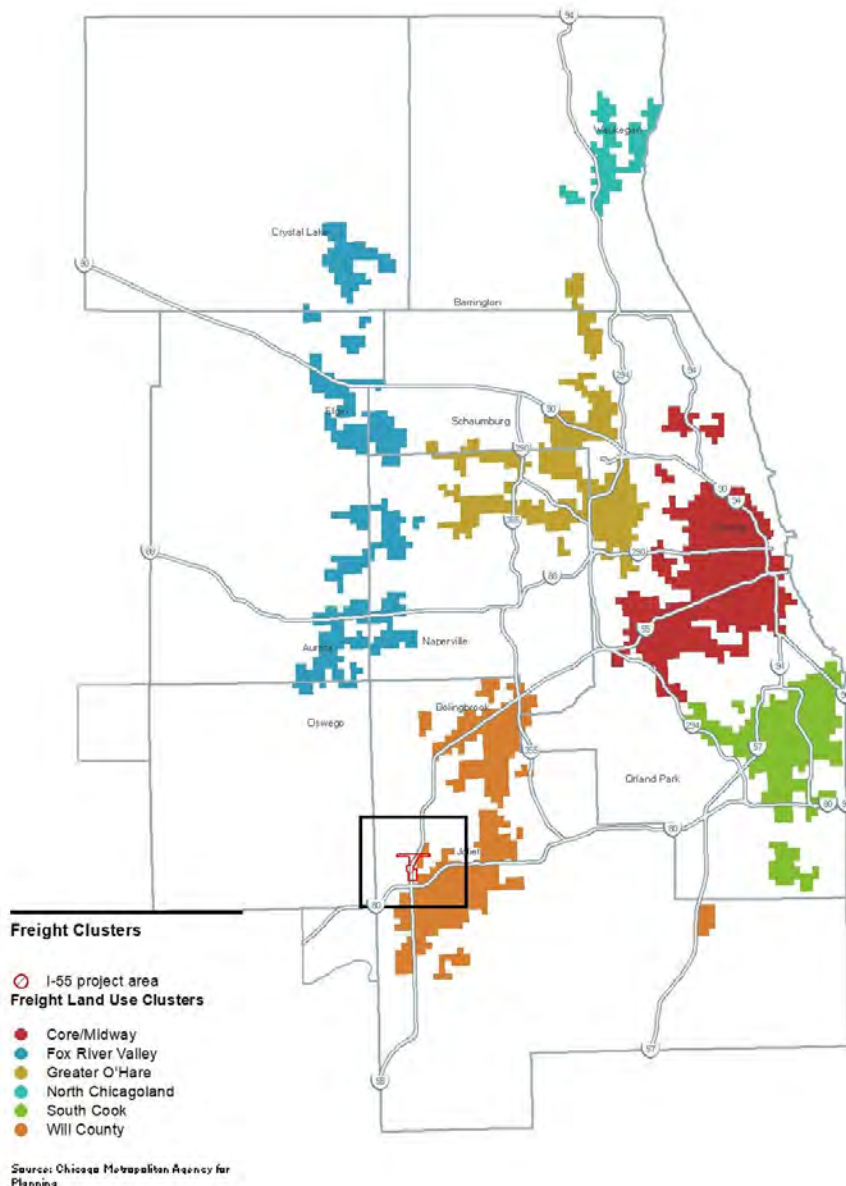 94
Waukegan
Crystal Lake
90
Barrington
294
94
Elgin
Schaumburg
90
290
90
94
355
88
290
88
55
Aurora
Naperville
94
Oswego
Bolingbrook
294
57
355
Orland Park
80
80
Joliet
80
57
55
Freight Clusters
I-55 project area
Freight Land Use Clusters
Core/Midway
Fox River Valley
Greater O'Hare
North Chicagoland
South Cook
Will County
Source: Chicago Metropolitan Agency for
Planning